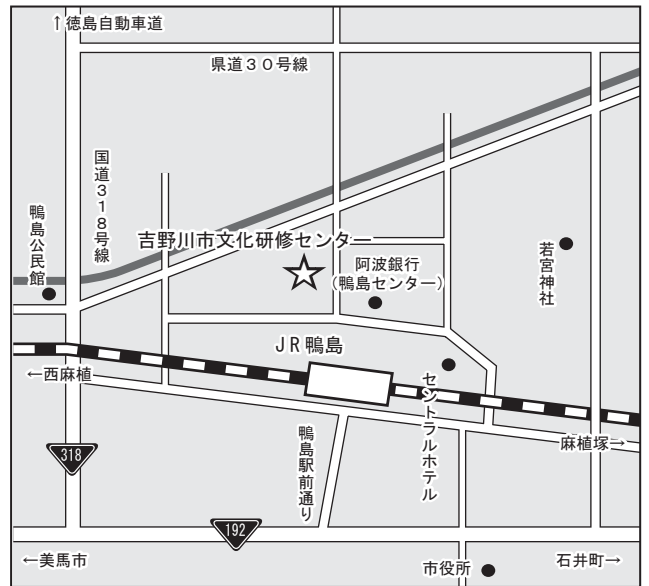 ↑徳島自動車道
県道３０号線
国道３１８号線
鴨島公民館
吉野川市文化研修センター
阿波銀行
(鴨島センター)
若宮神社
ＪＲ鴨島
←西麻植
セントラルホテル
麻植塚→
318
鴨島駅前通り
192
←美馬市
市役所
石井町→